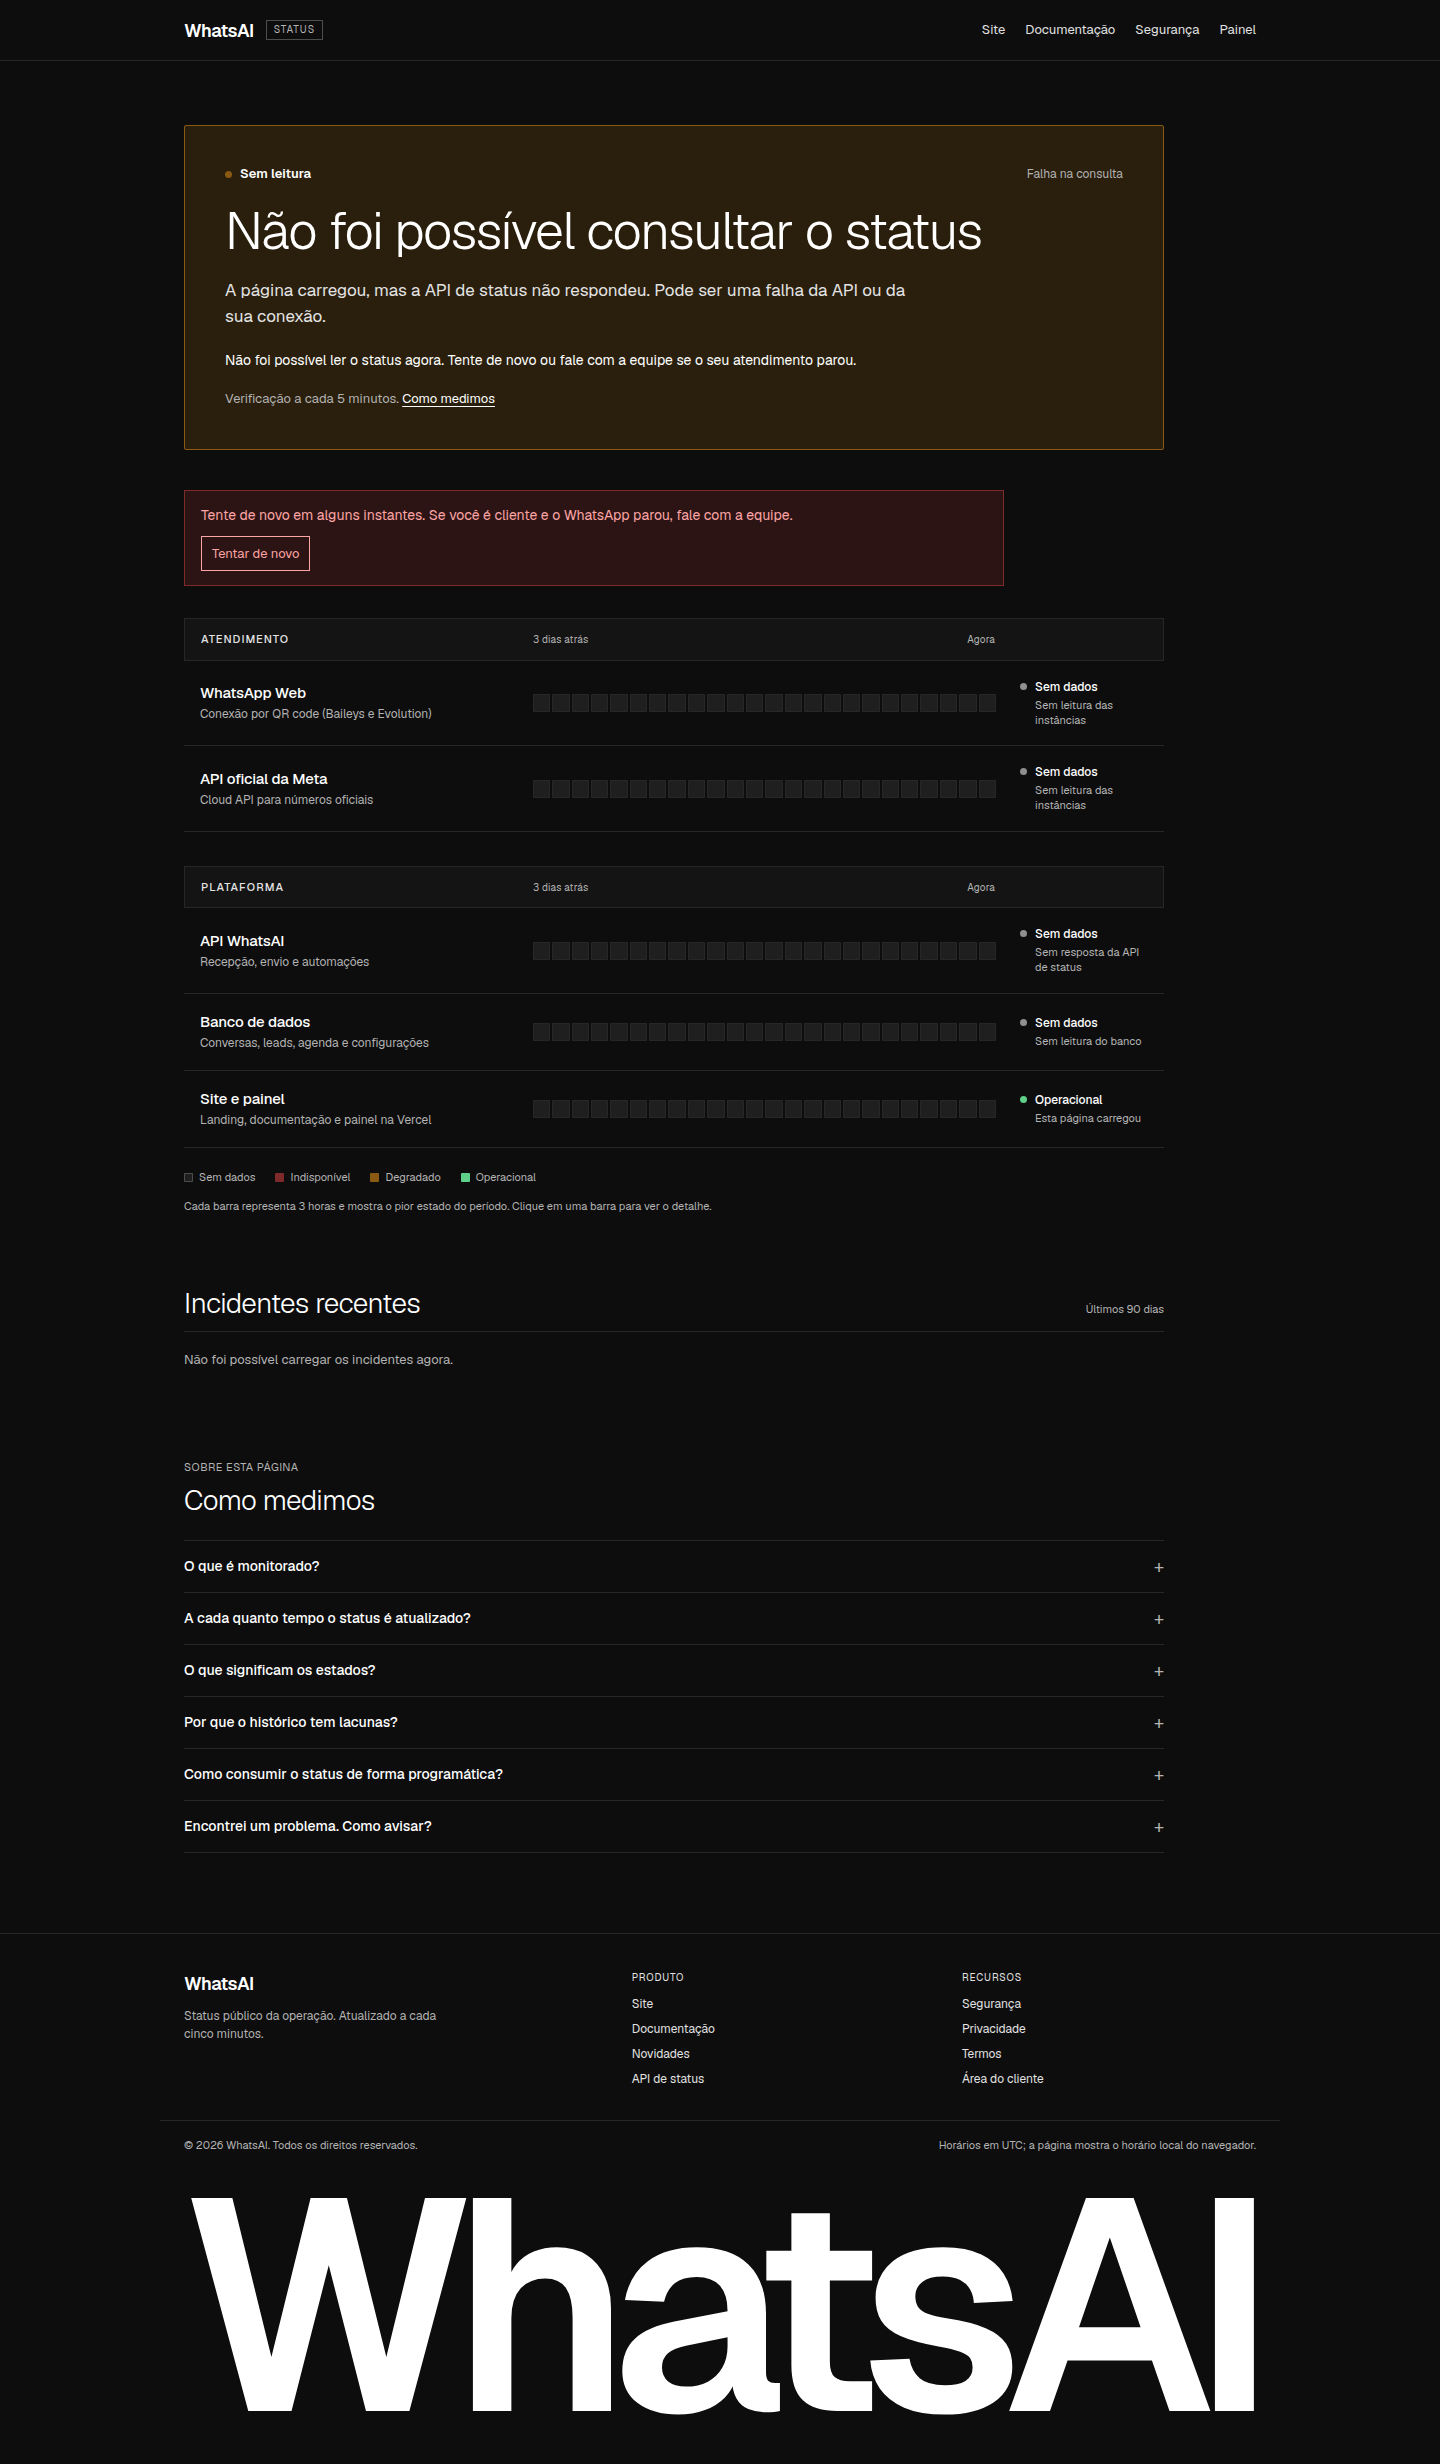 WhatsAI STATUS Site Documentação Segurança Painel
Sem leitura Falha na consulta
Não foi possível consultar o status
A página carregou, mas a API de status não respondeu. Pode ser uma falha da API ou da
sua conexão.
Não foi possível ler o status agora. Tente de novo ou fale com a equipe se o seu atendimento parou.
Verificação a cada 5 minutos. Como medimos
Tente de novo em alguns instantes. Se você é cliente e o WhatsApp parou, fale com a equipe.
Tentar de novo
ATENDIMENTO 3 dias atrás Agora
WhatsApp Web
Conexão por QR code (Baileys e Evolution)
Sem dados
Sem leitura das
instâncias
API oficial da Meta
Cloud API para números oficiais
Sem dados
Sem leitura das
instâncias
PLATAFORMA 3 dias atrás Agora
API WhatsAI
Recepção, envio e automações
Sem dados
Sem resposta da API
de status
Banco de dados
Conversas, leads, agenda e configurações
Sem dados
Sem leitura do banco
Site e painel
Landing, documentação e painel na Vercel
Operacional
Esta página carregou
Sem dados Indisponível Degradado Operacional
Cada barra representa 3 horas e mostra o pior estado do período. Clique em uma barra para ver o detalhe.
Incidentes recentes Últimos 90 dias
Não foi possível carregar os incidentes agora.
SOBRE ESTA PÁGINA
Como medimos
O que é monitorado? +
A cada quanto tempo o status é atualizado? +
O que significam os estados? +
Por que o histórico tem lacunas? +
Como consumir o status de forma programática? +
Encontrei um problema. Como avisar? +
WhatsAI
Status público da operação. Atualizado a cada
cinco minutos.
PRODUTO
Site
Documentação
Novidades
API de status
RECURSOS
Segurança
Privacidade
Termos
Área do cliente
© 2026 WhatsAI. Todos os direitos reservados. Horários em UTC; a página mostra o horário local do navegador.
WhatsAI